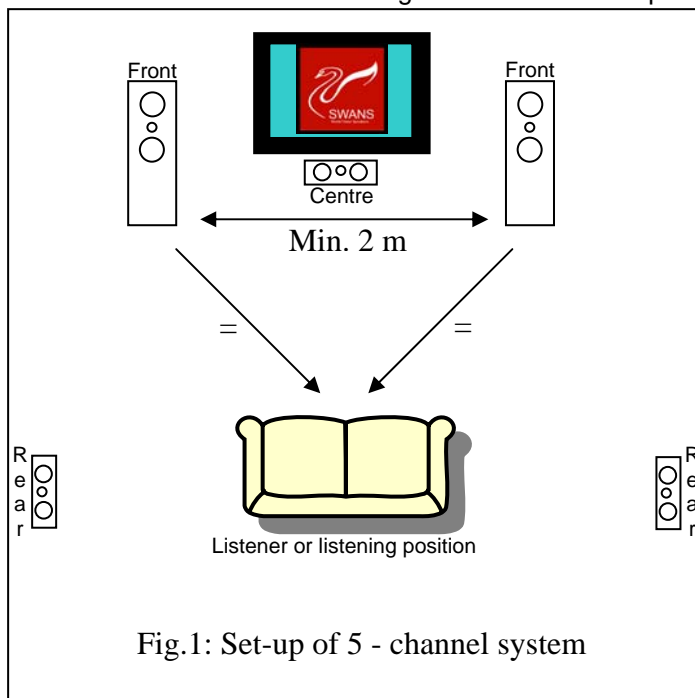 Front
Front
SWANS
Centre
Min. 2 m
= =
Rear
Rear
Listener or listening position
Fig.1: Set-up of 5 - channel system